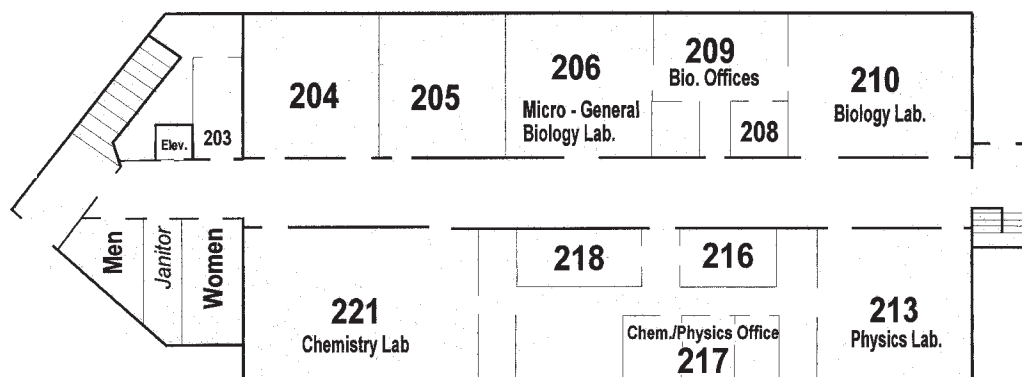 204
205
206
Micro - General
Biology Lab.
209
Bio. Offices
208
210
Biology Lab.
Elev.
203
Men
Janitor
Women
221
Chemistry Lab
218
216
Chem./Physics Office
217
213
Physics Lab.